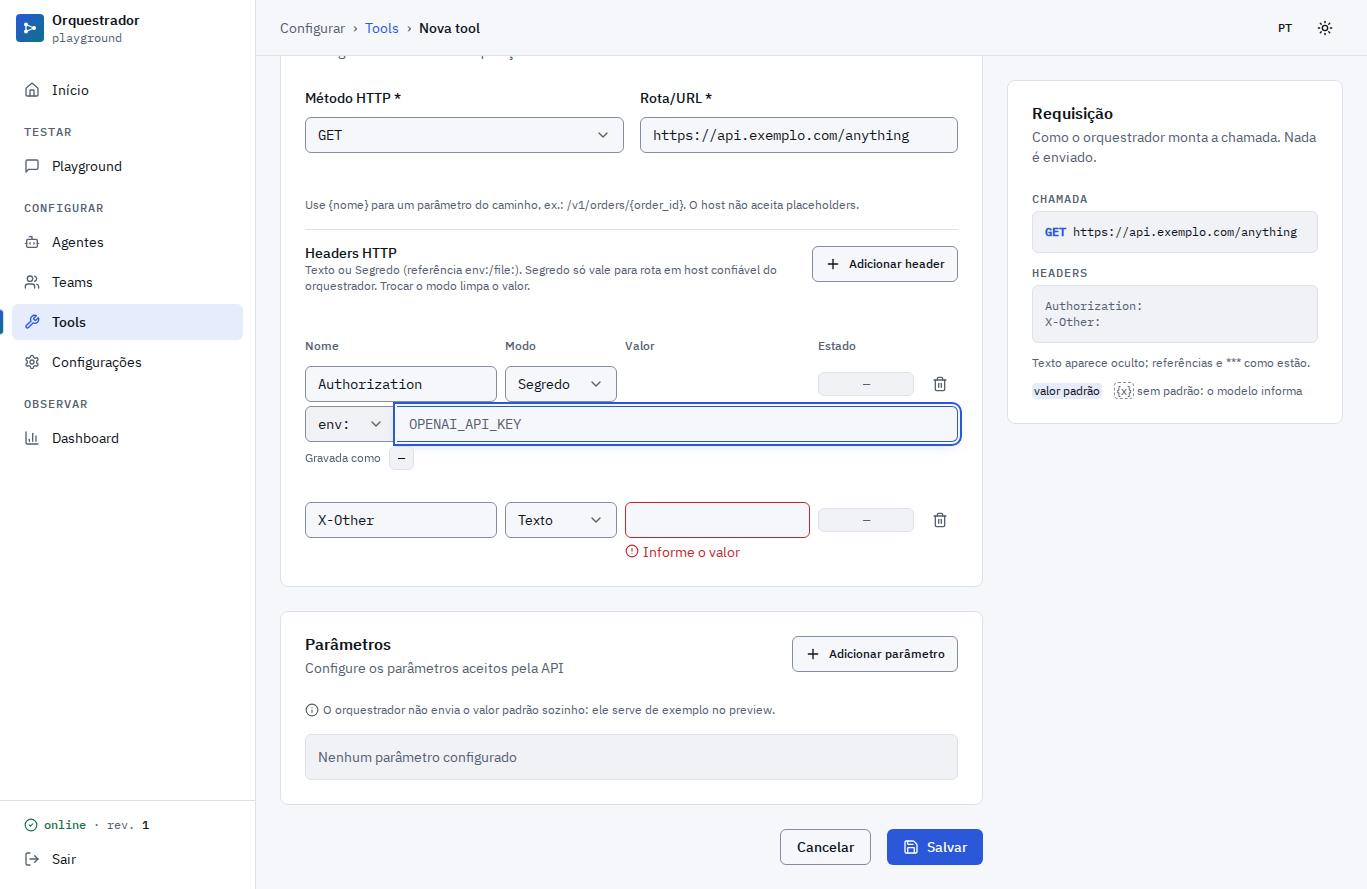 Orquestrador
playground
Início
TESTAR
Playground
CONFIGURAR
Agentes
Teams
Tools
Configurações
OBSERVAR
Dashboard
online · rev. 1
Sair
Configurar › Tools › Nova tool
PT
Método HTTP *
Rota/URL *
GET
https://api.exemplo.com/anything
Use {nome} para um parâmetro do caminho, ex.: /v1/orders/{order_id}. O host não aceita placeholders.
Headers HTTP
Texto ou Segredo (referência env:/file:). Segredo só vale para rota em host confiável do
orquestrador. Trocar o modo limpa o valor.
Adicionar header
Nome
Modo
Valor
Estado
Authorization
Segredo
—
env:
OPENAI_API_KEY
Gravada como —
X-Other
Texto
—
Informe o valor
Parâmetros
Configure os parâmetros aceitos pela API
Adicionar parâmetro
O orquestrador não envia o valor padrão sozinho: ele serve de exemplo no preview.
Nenhum parâmetro configurado
Cancelar
Salvar
Requisição
Como o orquestrador monta a chamada. Nada
é enviado.
CHAMADA
GET https://api.exemplo.com/anything
HEADERS
Authorization:
X-Other:
Texto aparece oculto; referências e *** como estão.
valor padrão {x} sem padrão: o modelo informa